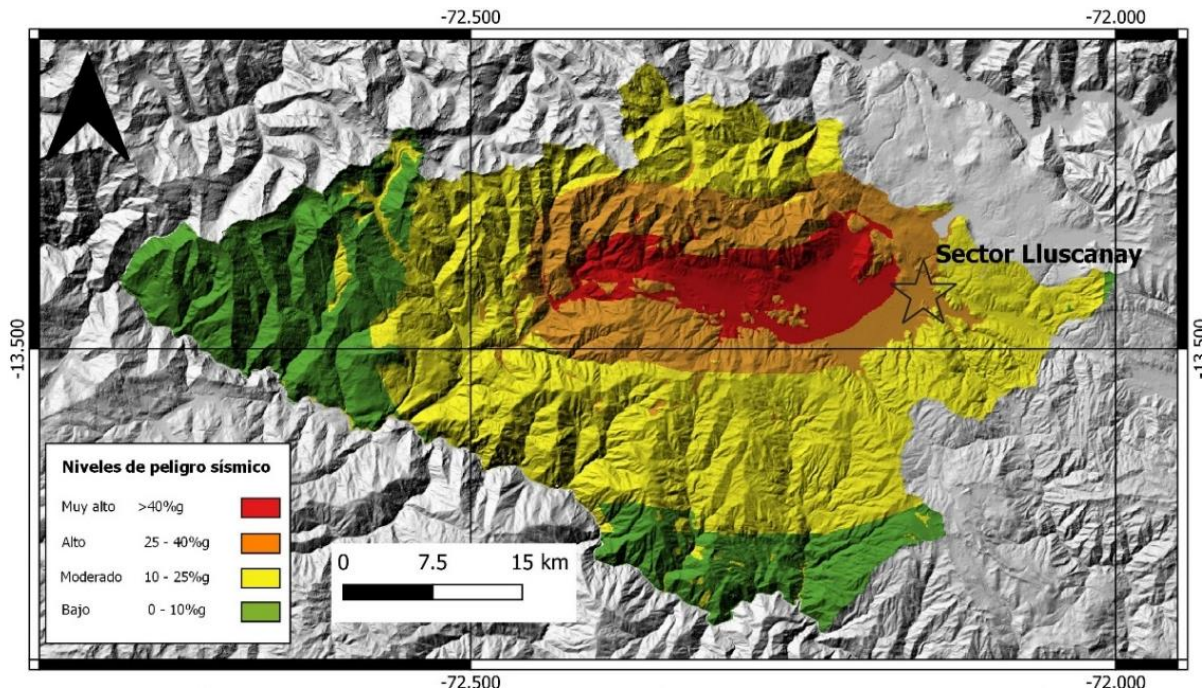 -72.500
-72.000
Sector Lluscanay
-13.500
-13.500
Niveles de peligro sísmico
Muy alto >40%g
Alto 25 - 40%g
Moderado 10 - 25%g
Bajo 0 - 10%g
0 7.5 15 km
-72.500
-72.000